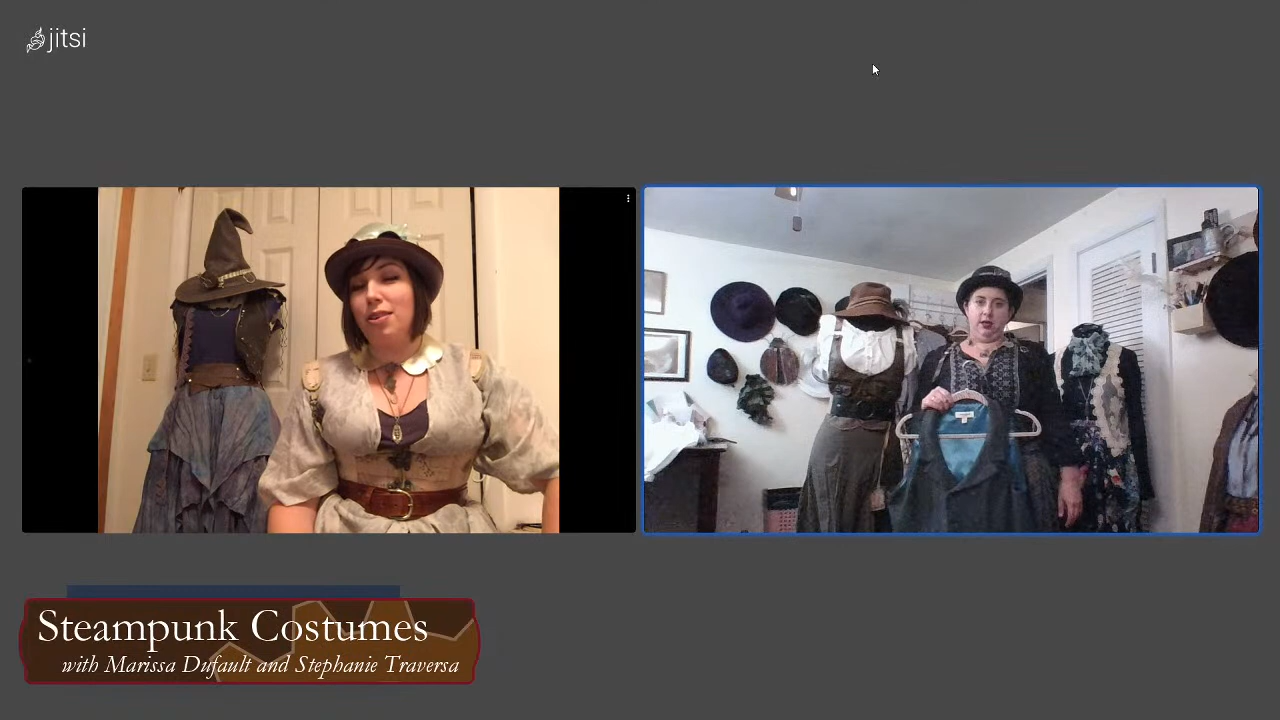 jitsi
Steampunk Costumes
with Marissa Dufault and Stephanie Traversa